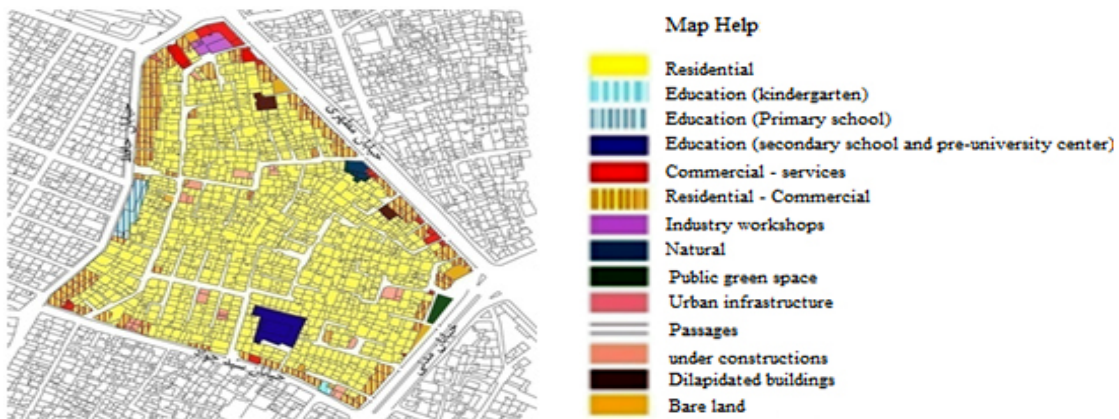 Map Help
Residential
Education (kindergarten)
Education (Primary school)
Education (secondary school and pre-university center)
Commercial - services
Residential - Commercial
Industry workshops
Natural
Public green space
Urban infrastructure
Passages
under constructions
Dilapidated buildings
Bare land